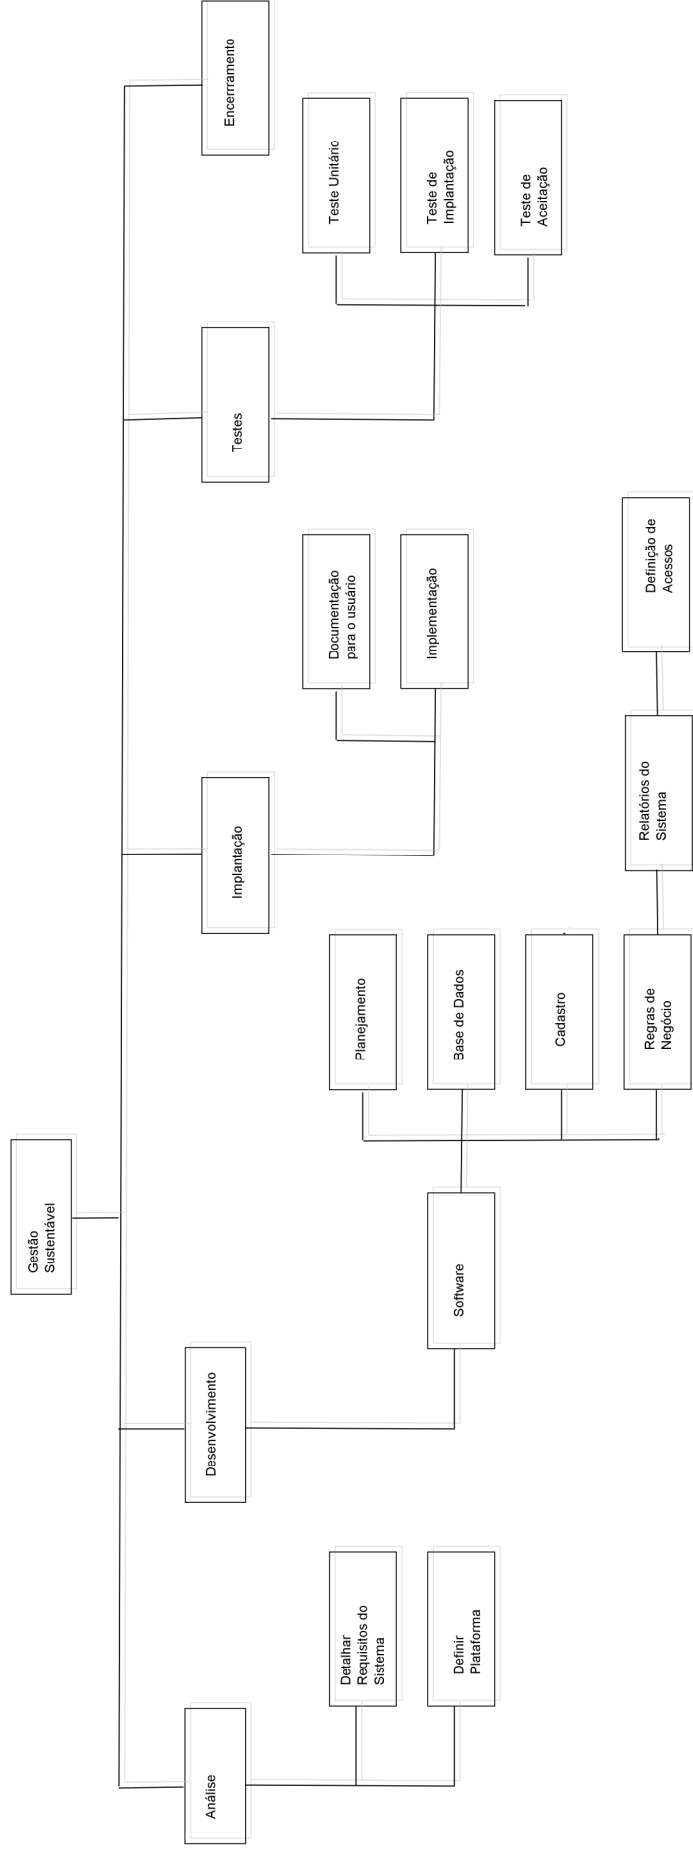 Gestão
Sustentável
Análise
Desenvolvimento
Implantação
Testes
Encerrramento
Detalhar
Requisitos do
Sistema
Definir
Plataforma
Software
Planejamento
Base de Dados
Cadastro
Regras de
Negócio
Relatórios do
Sistema
Definição de
Acessos
Documentação
para o usuário
Implementação
Teste Unitário
Teste de
Implantação
Teste de
Aceitação